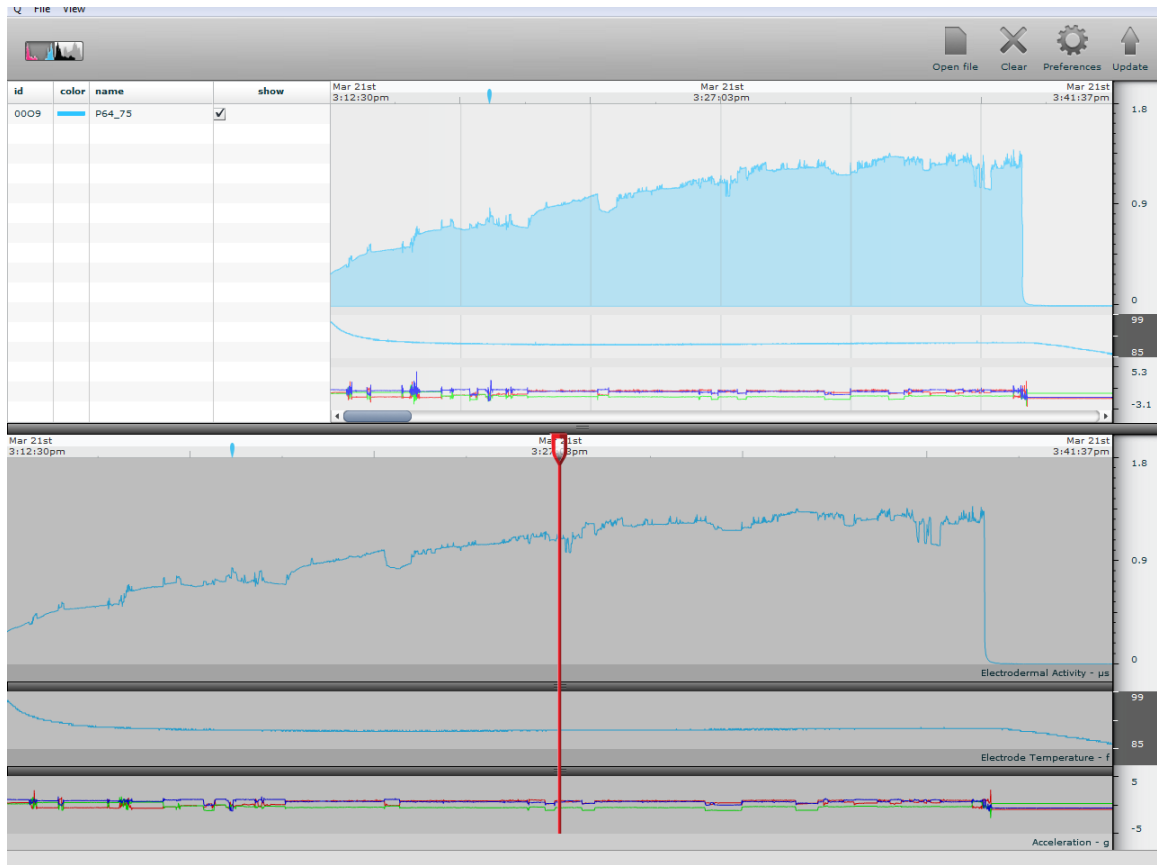 Q File View
Open file Clear Preferences Update
id color name show
Mar 21st Mar 21st Mar 21st
3:12:30pm 3:27:03pm 3:41:37pm
0009 P64_75
1.8
0.9
0
99
85
5.3
-3.1
Mar 21st Mar 21st
3:12:30pm 3:41:37pm
1.8
0.9
0
Electrodermal Activity - µs
99
85
Electrode Temperature - f
5
-5
Acceleration - g